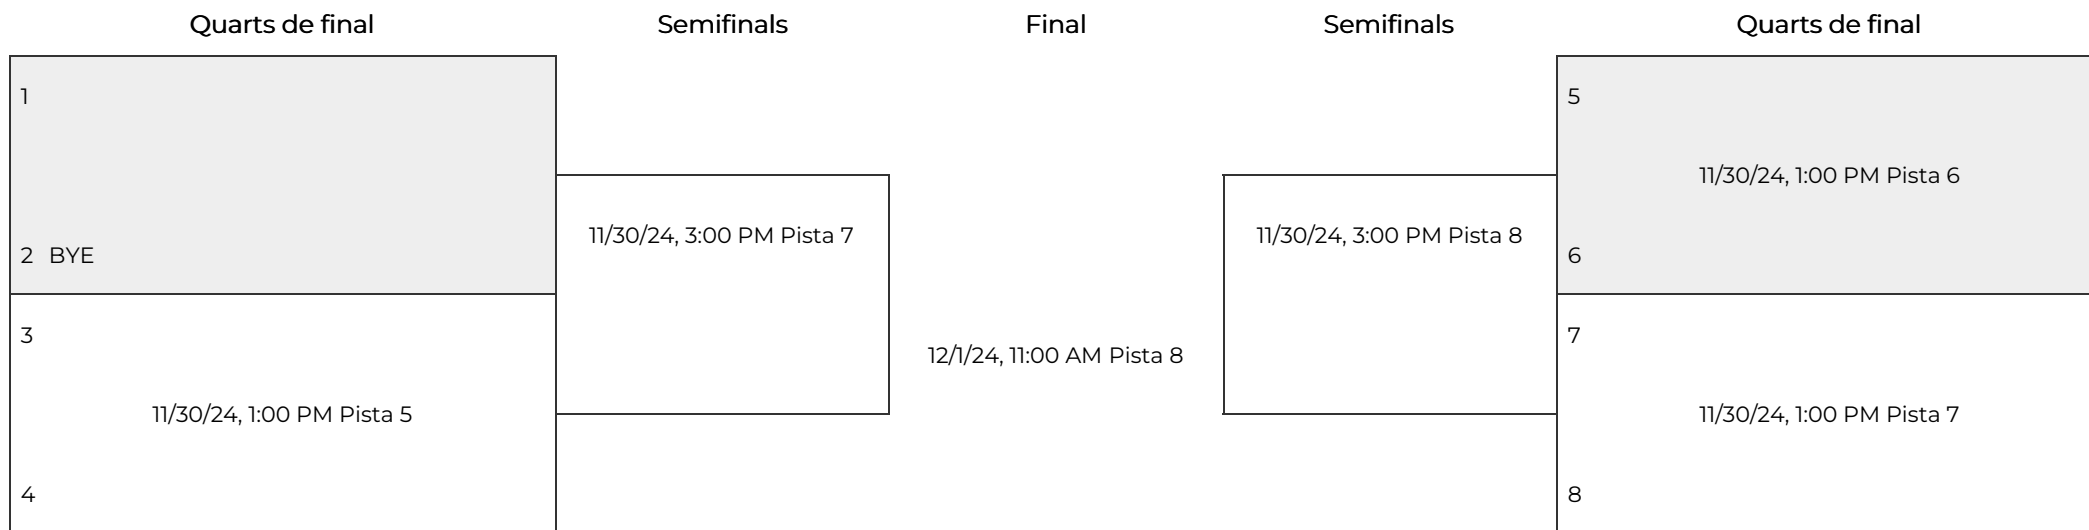 Quarts de final
Semifinals
Final
Semifinals
Quarts de final
1
2 BYE
3
11/30/24, 1:00 PM Pista 5
4
11/30/24, 3:00 PM Pista 7
12/1/24, 11:00 AM Pista 8
11/30/24, 3:00 PM Pista 8
5
11/30/24, 1:00 PM Pista 6
6
7
11/30/24, 1:00 PM Pista 7
8